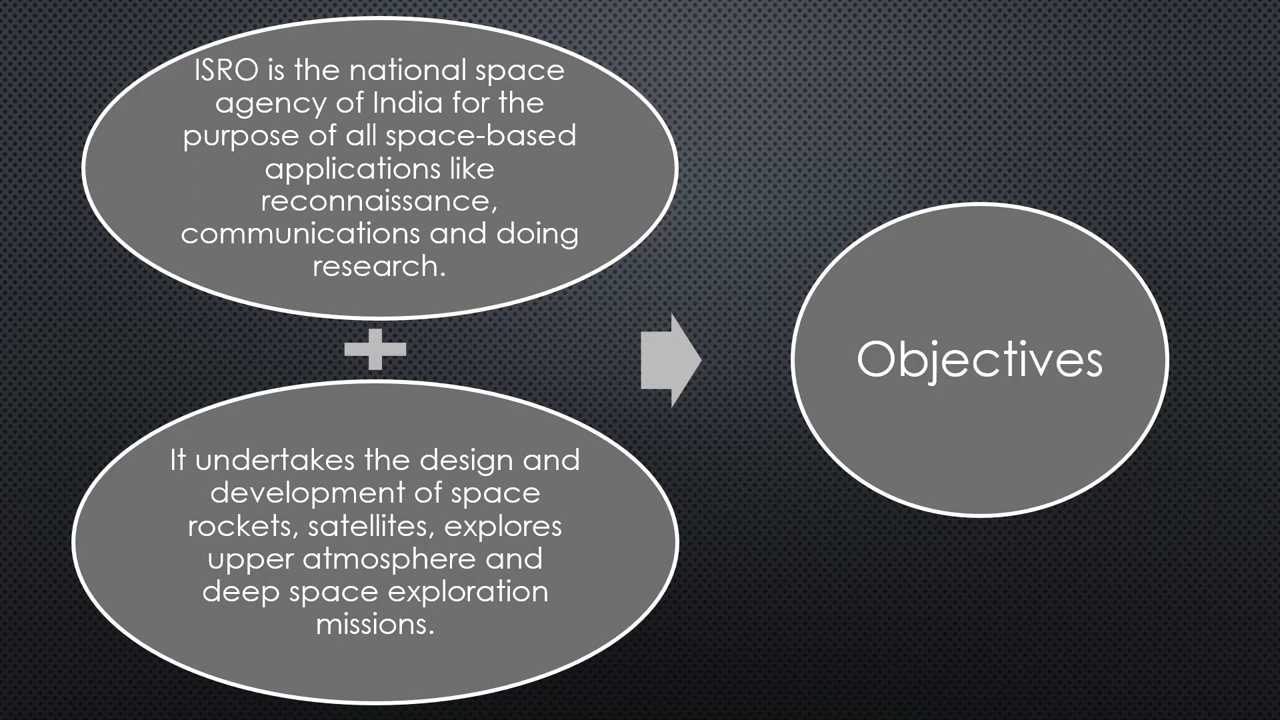 ISRO is the national space
agency of India for the
purpose of all space-based
applications like
reconnaissance,
communications and doing
research.
It undertakes the design and
development of space
rockets, satellites, explores
upper atmosphere and
deep space exploration
missions.
Objectives